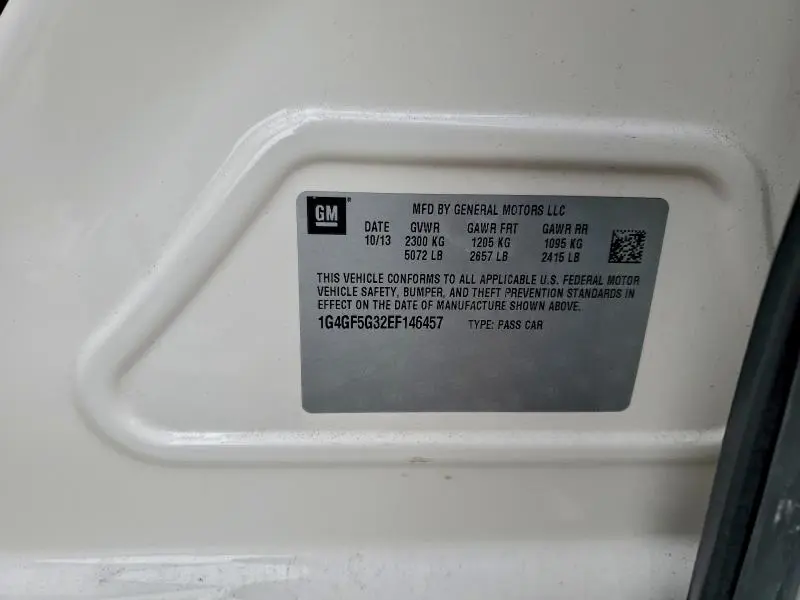 GM ® MFD BY GENERAL MOTORS LLC
DATE GVWR GAWR FRT GAWR RR
10/13 2300 KG 1205 KG 1095 KG
5072 LB 2657 LB 2415 LB
THIS VEHICLE CONFORMS TO ALL APPLICABLE U.S. FEDERAL MOTOR
VEHICLE SAFETY, BUMPER, AND THEFT PREVENTION STANDARDS IN
EFFECT ON THE DATE OF MANUFACTURE SHOWN ABOVE.
1G4GF5G32EF146457 TYPE: PASS CAR